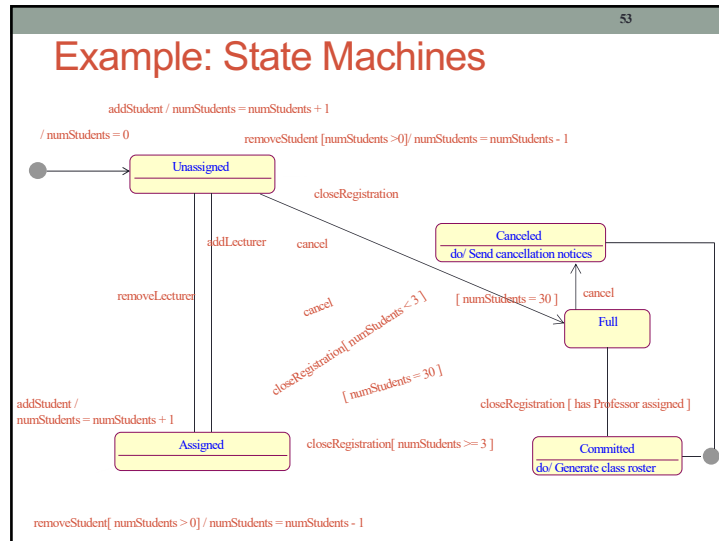 53
Example: State Machines
addStudent / numStudents = numStudents + 1
/ numStudents = 0
removeStudent [numStudents >0]/ numStudents = numStudents - 1
Unassigned
closeRegistration
addLecturer
cancel
Canceled
do/ Send cancellation notices
removeLecturer
cancel
closeRegistration[ numStudents < 3 ]
[ numStudents = 30 ]
cancel
Full
[ numStudents = 30 ]
addStudent /
numStudents = numStudents + 1
closeRegistration [ has Professor assigned ]
Assigned
closeRegistration[ numStudents >= 3 ]
Committed
do/ Generate class roster
removeStudent[ numStudents > 0] / numStudents = numStudents - 1